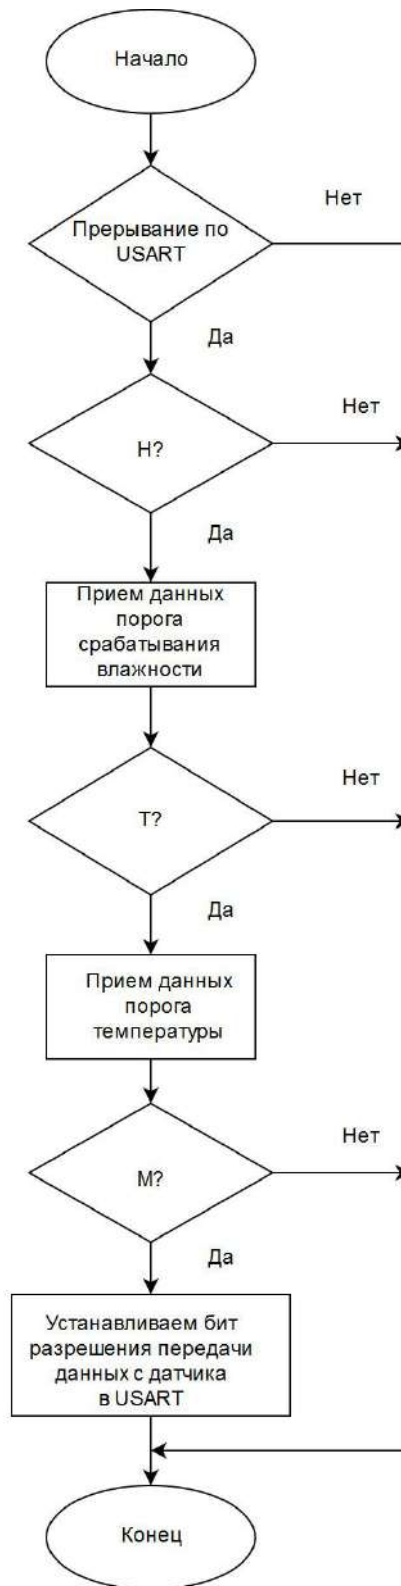 Начало
Нет
Прерывание по
USART
Да
Нет
Н?
Да
Прием данных
порога
срабатывания
влажности
Нет
Т?
Да
Прием данных
порога
температуры
Нет
М?
Да
Устанавливаем бит
разрешения передачи
данных с датчика
в USART
Конец